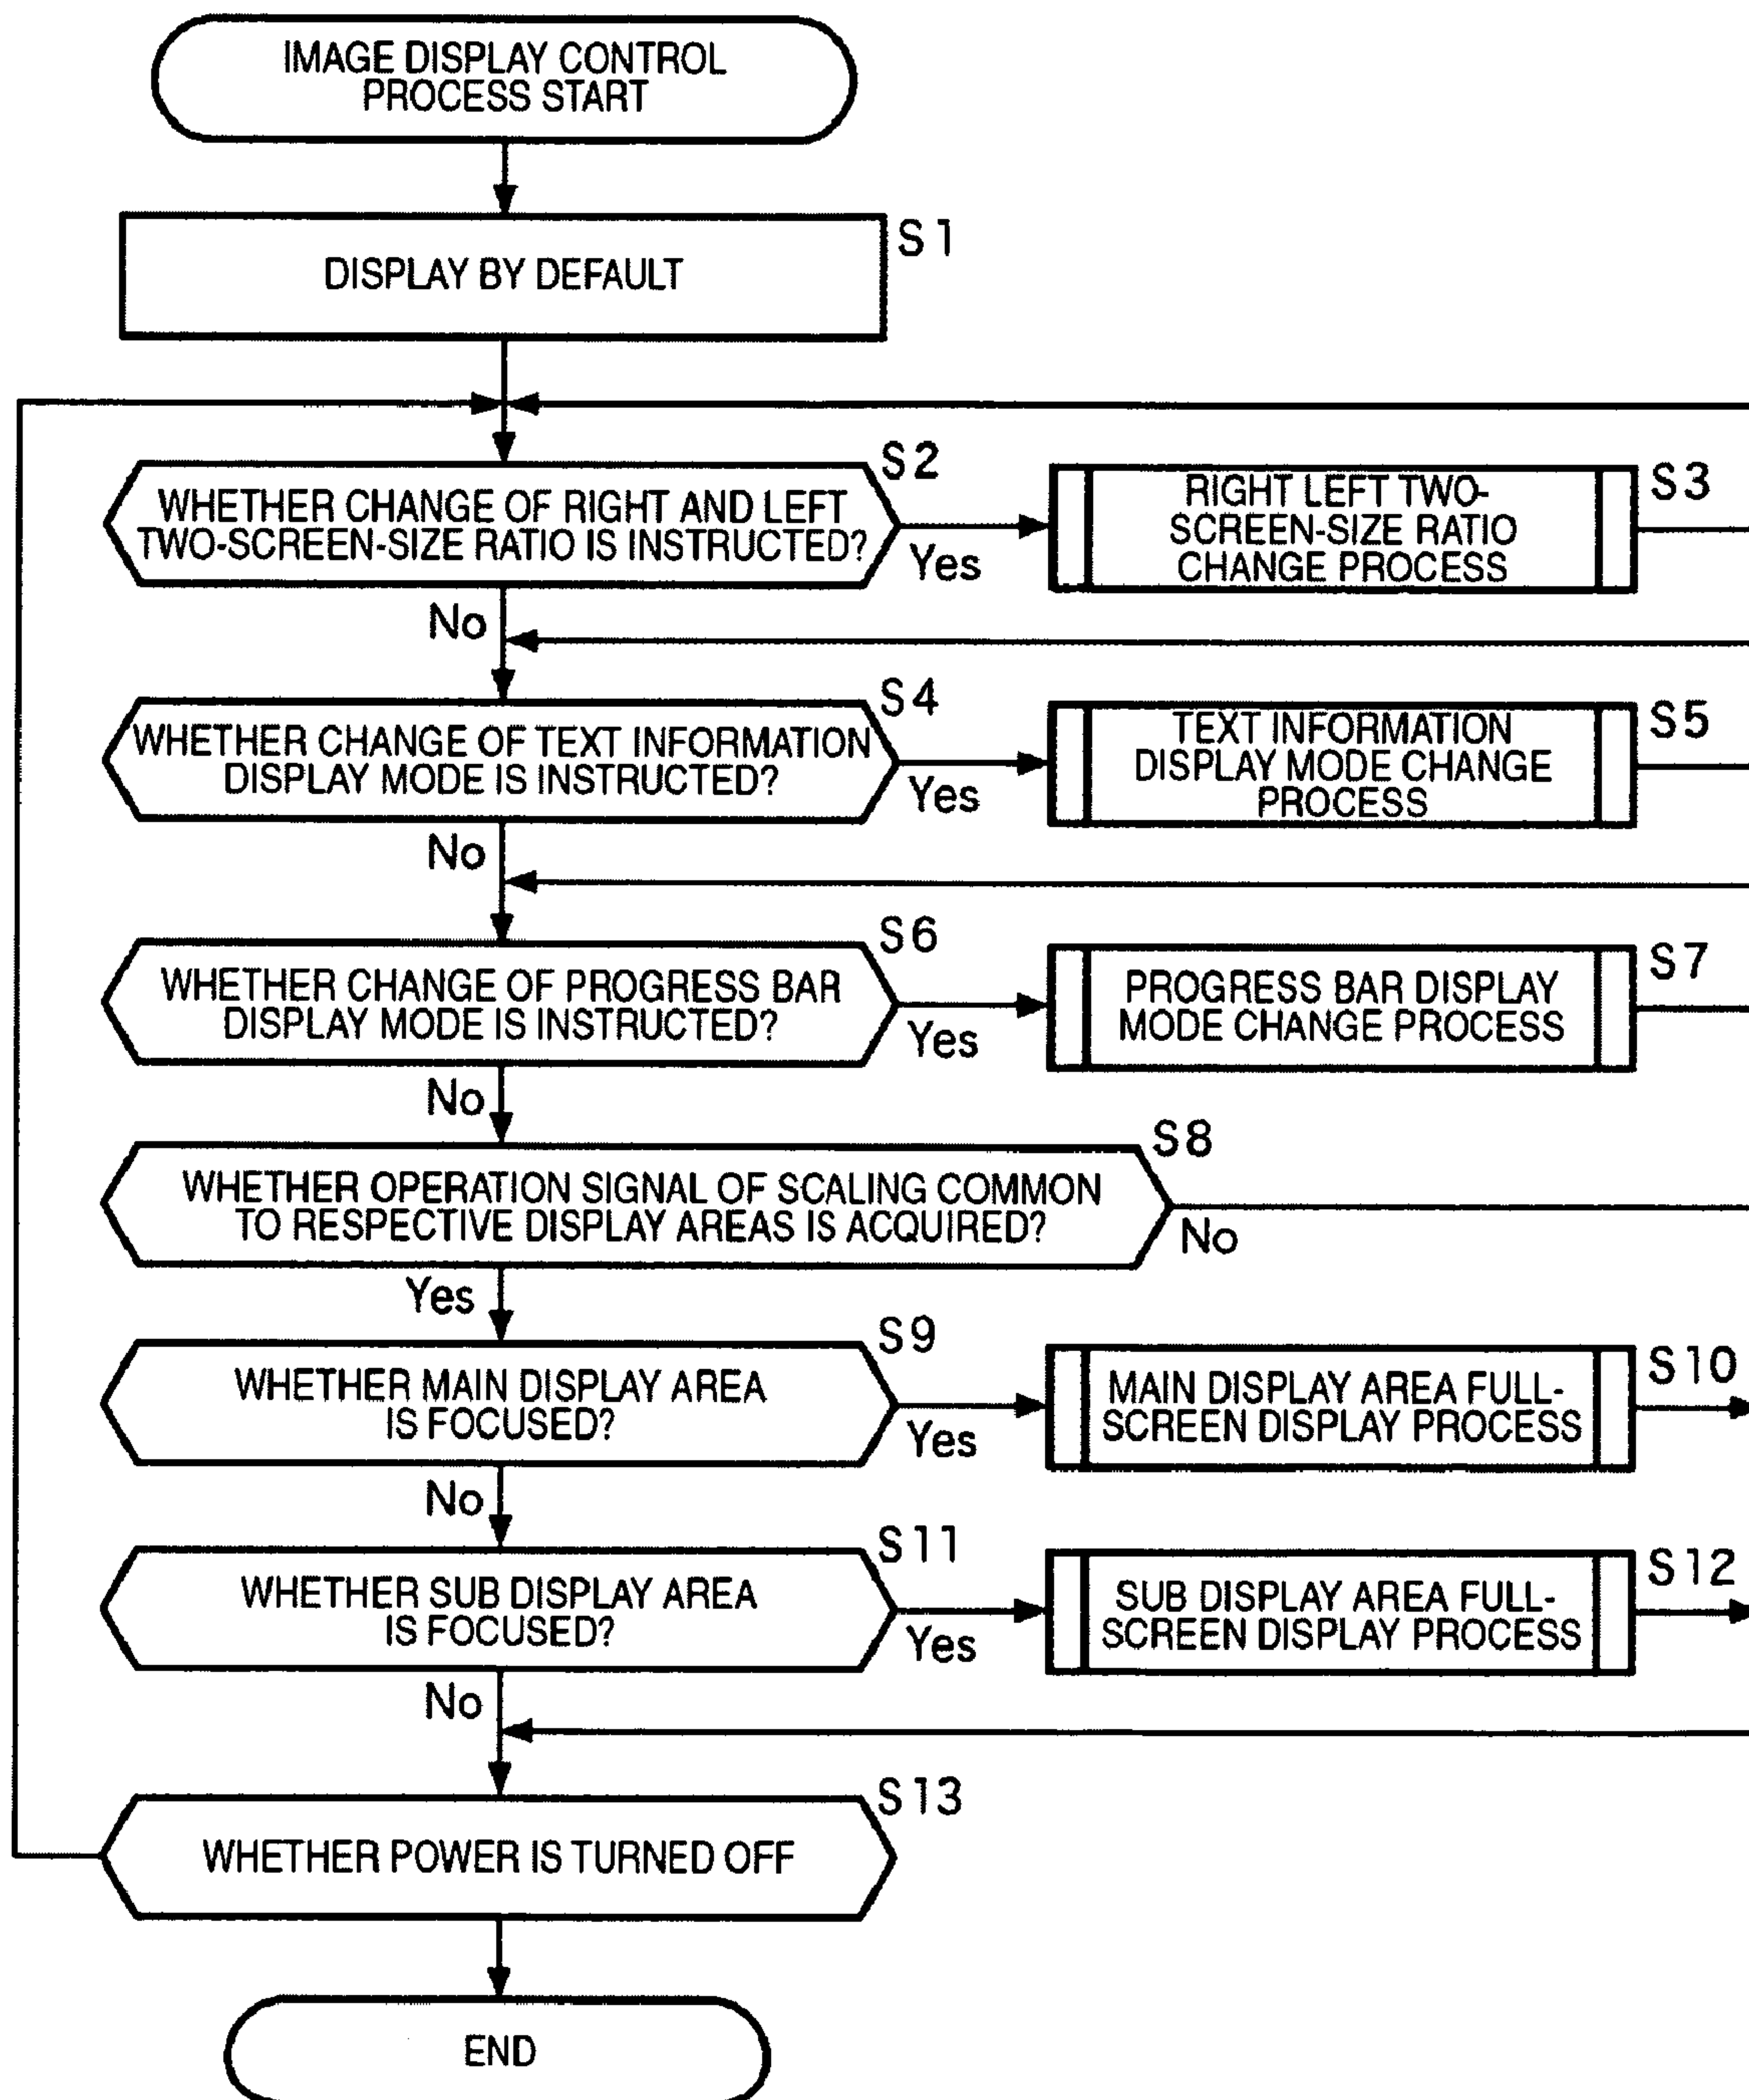 IMAGE DISPLAY CONTROL
PROCESS START
S1
DISPLAY BY DEFAULT
S2
WHETHER CHANGE OF RIGHT AND LEFT
TWO-SCREEN-SIZE RATIO IS INSTRUCTED?
Yes
No
S3
RIGHT LEFT TWO-
SCREEN-SIZE RATIO
CHANGE PROCESS
S4
WHETHER CHANGE OF TEXT INFORMATION
DISPLAY MODE IS INSTRUCTED?
Yes
No
S5
TEXT INFORMATION
DISPLAY MODE CHANGE
PROCESS
S6
WHETHER CHANGE OF PROGRESS BAR
DISPLAY MODE IS INSTRUCTED?
Yes
No
S7
PROGRESS BAR DISPLAY
MODE CHANGE PROCESS
S8
WHETHER OPERATION SIGNAL OF SCALING COMMON
TO RESPECTIVE DISPLAY AREAS IS ACQUIRED?
No
Yes
S9
WHETHER MAIN DISPLAY AREA
IS FOCUSED?
Yes
No
S10
MAIN DISPLAY AREA FULL-
SCREEN DISPLAY PROCESS
S11
WHETHER SUB DISPLAY AREA
IS FOCUSED?
Yes
No
S12
SUB DISPLAY AREA FULL-
SCREEN DISPLAY PROCESS
S13
WHETHER POWER IS TURNED OFF
END